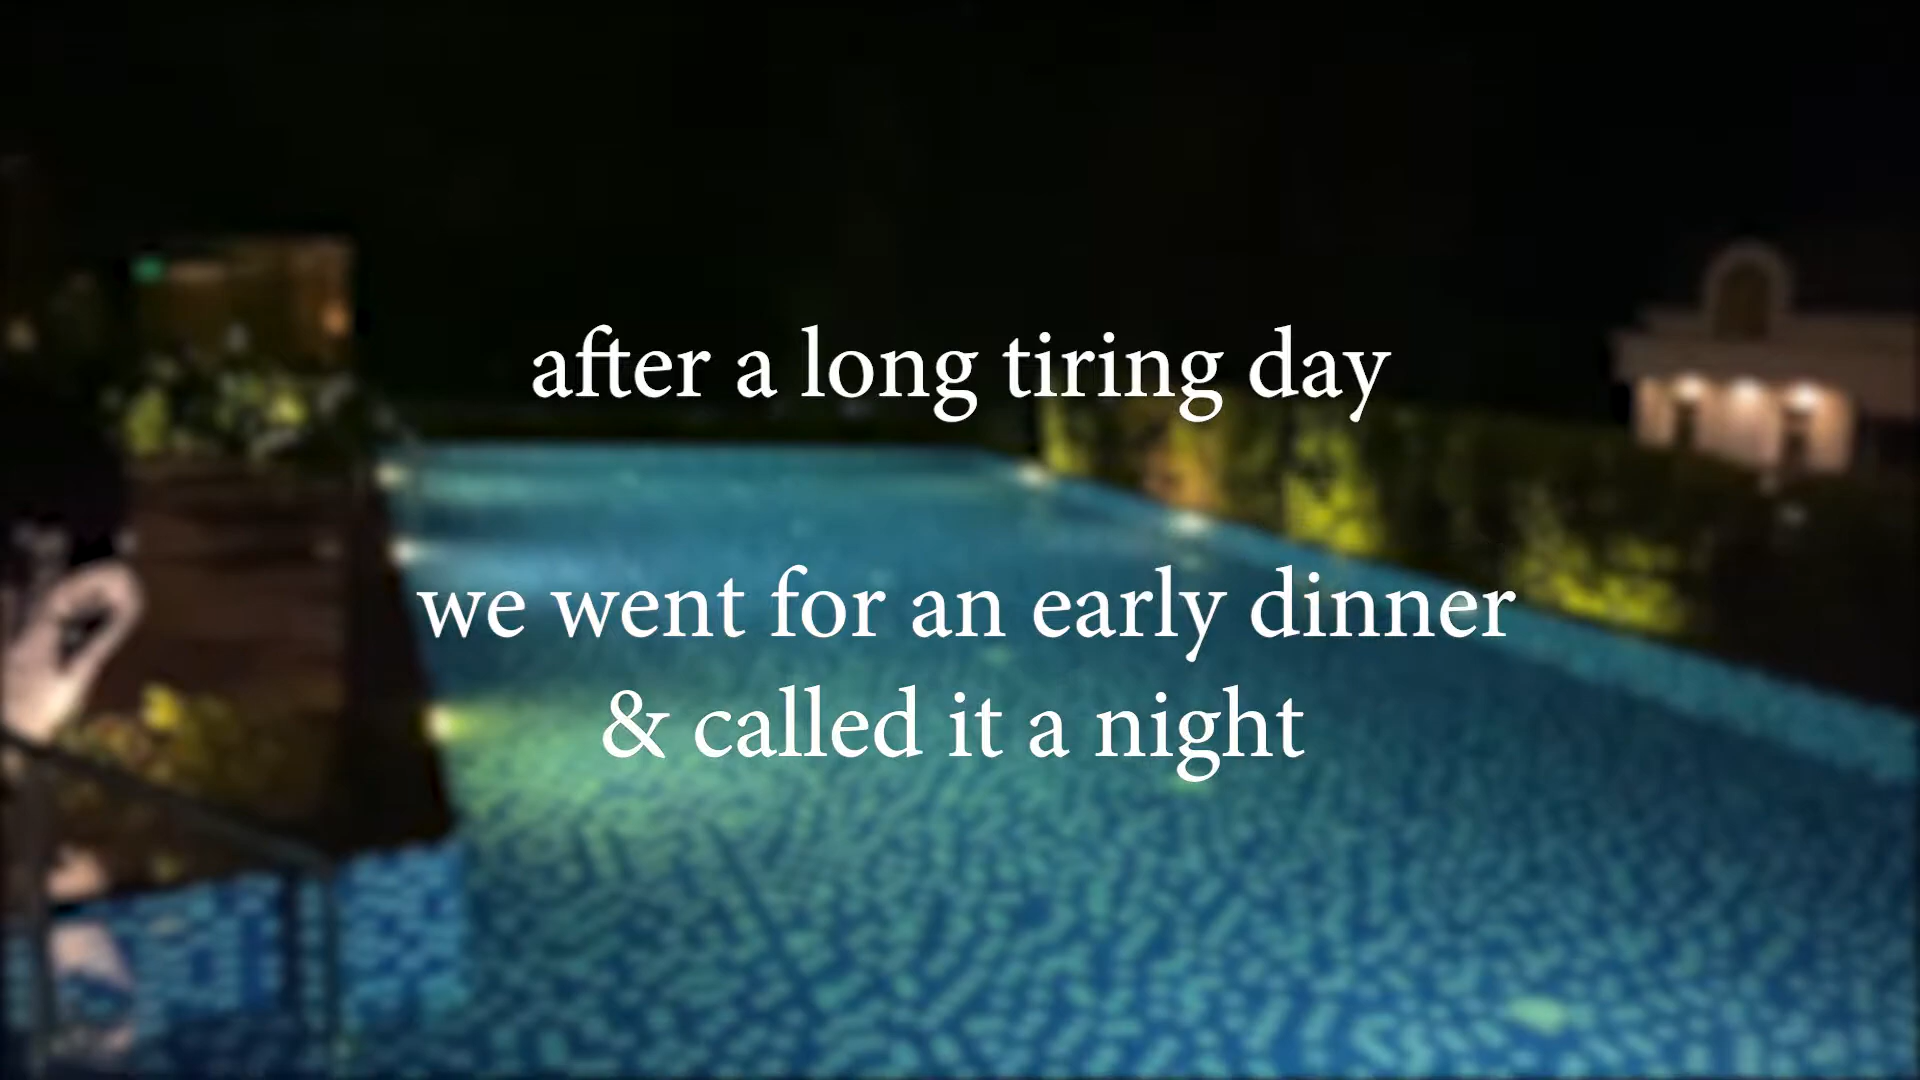 after a long tiring day
we went for an early dinner
& called it a night